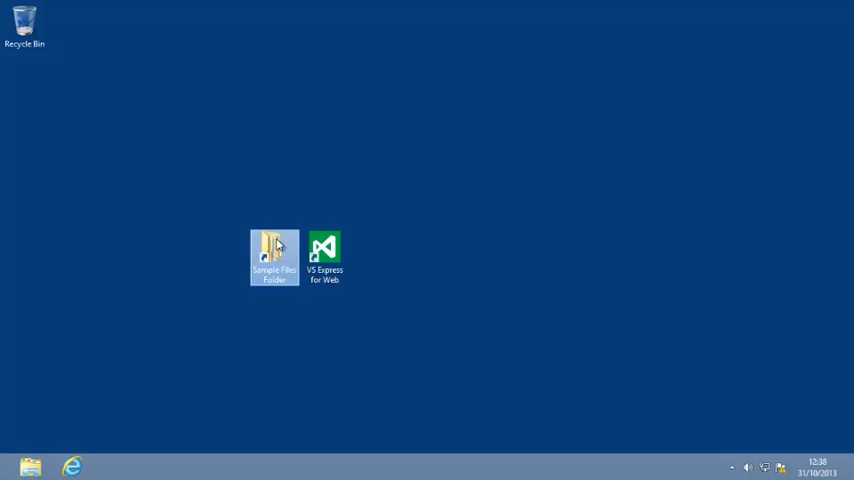 Recycle Bin
Sample Files
Folder
VS Express
for Web
12:38
31/10/2013